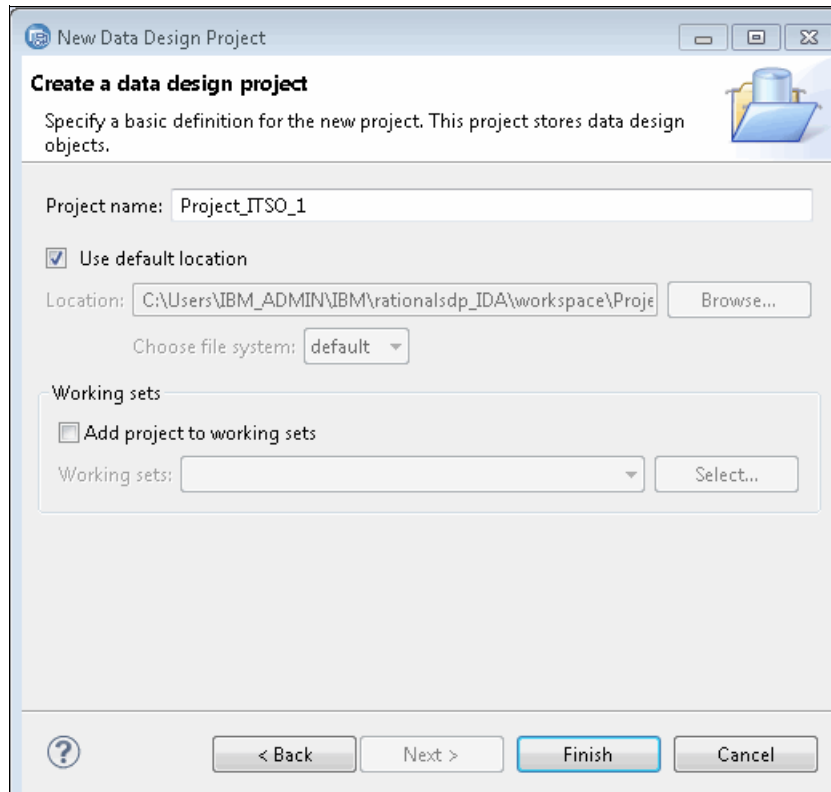 New Data Design Project
Create a data design project
Specify a basic definition for the new project. This project stores data design
objects.
Project name: Project_ITSO_1
Use default location
Location: C:\Users\IBM_ADMIN\IBM\rationalsdp_IDA\workspace\Proje Browse...
Choose file system: default
Working sets
Add project to working sets
Working sets: Select...
? < Back Next > Finish Cancel